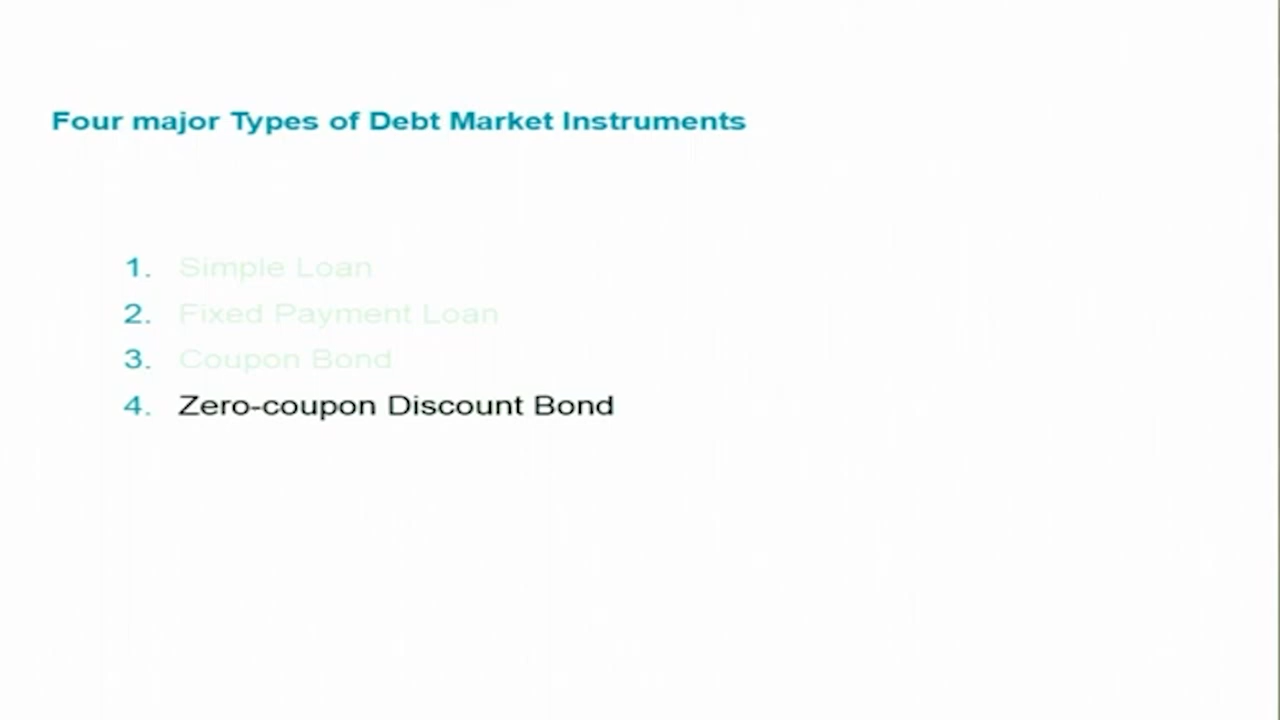 Four major Types of Debt Market Instruments
1. Simple Loan
2. Fixed Payment Loan
3. Coupon Bond
4. Zero-coupon Discount Bond